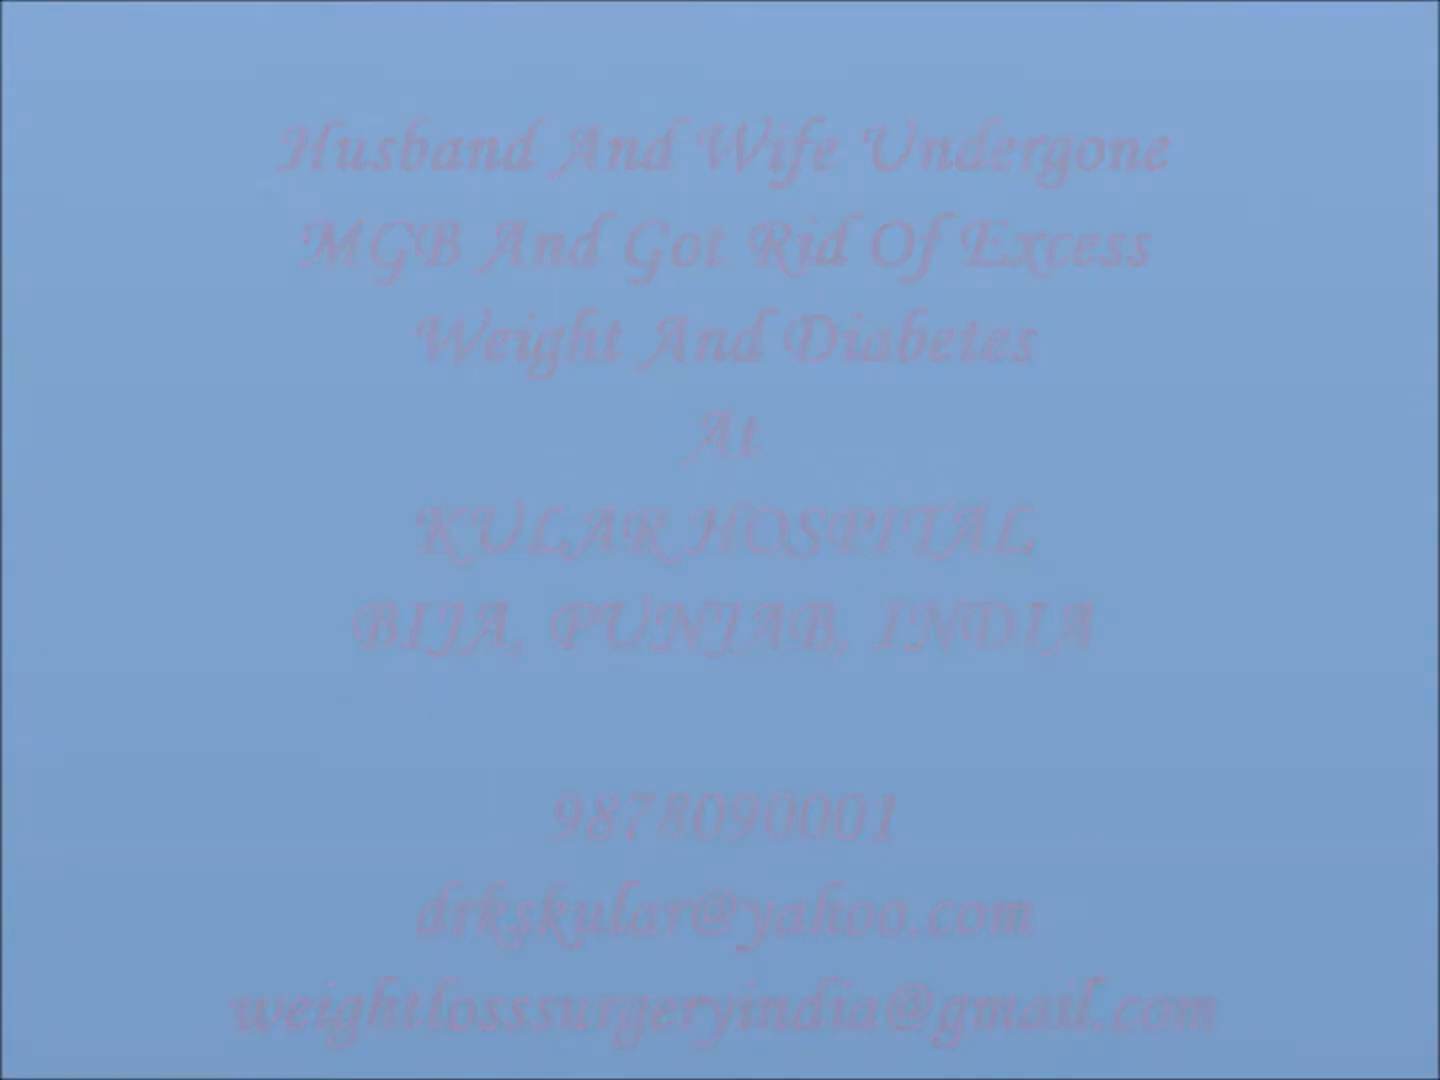 Husband And Wife Undergone
MGB And Got Rid Of Excess
Weight And Diabetes
At
KULAR HOSPITAL
BIJA, PUNJAB, INDIA
9878090001
drkskular@yahoo.com
weightlosssurgeryindia@gmail.com